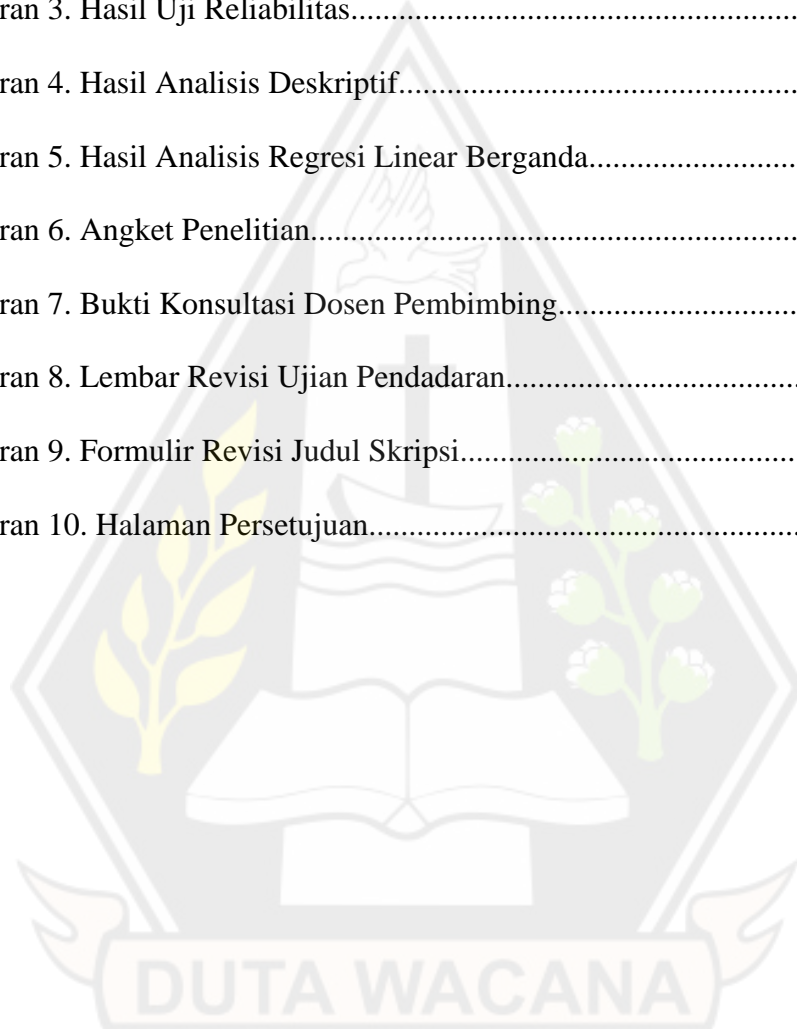 ran 3. Hasil Uji Reliabilitas........................................................
ran 4. Hasil Analisis Deskriptif..................................................
ran 5. Hasil Analisis Regresi Linear Berganda..........................
ran 6. Angket Penelitian.............................................................
ran 7. Bukti Konsultasi Dosen Pembimbing..............................
ran 8. Lembar Revisi Ujian Pendadaran.....................................
ran 9. Formulir Revisi Judul Skripsi...........................................
ran 10. Halaman Persetujuan......................................................
DUTA WACANA